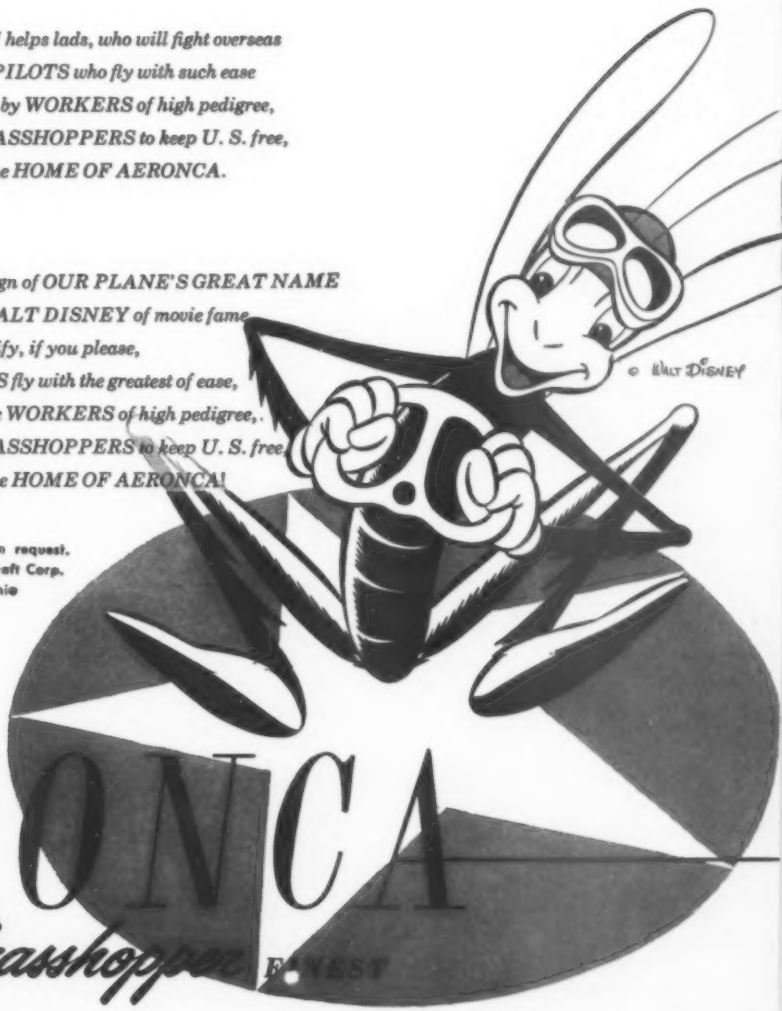 helps lads, who will fight overseas
PILOTS who fly with such ease
by WORKERS of high pedigree,
ASSHOPPERS to keep U. S. free,
e HOME OF AERONCA.
gn of OUR PLANE'S GREAT NAME
ALT DISNEY of movie fame
ify, if you please,
S fly with the greatest of ease,
e WORKERS of high pedigree,
ASSHOPPERS to keep U. S. free,
e HOME OF AERONCA!
© WALT DISNEY
n request.
aft Corp.
nio
ONCA
asshopper FINEST